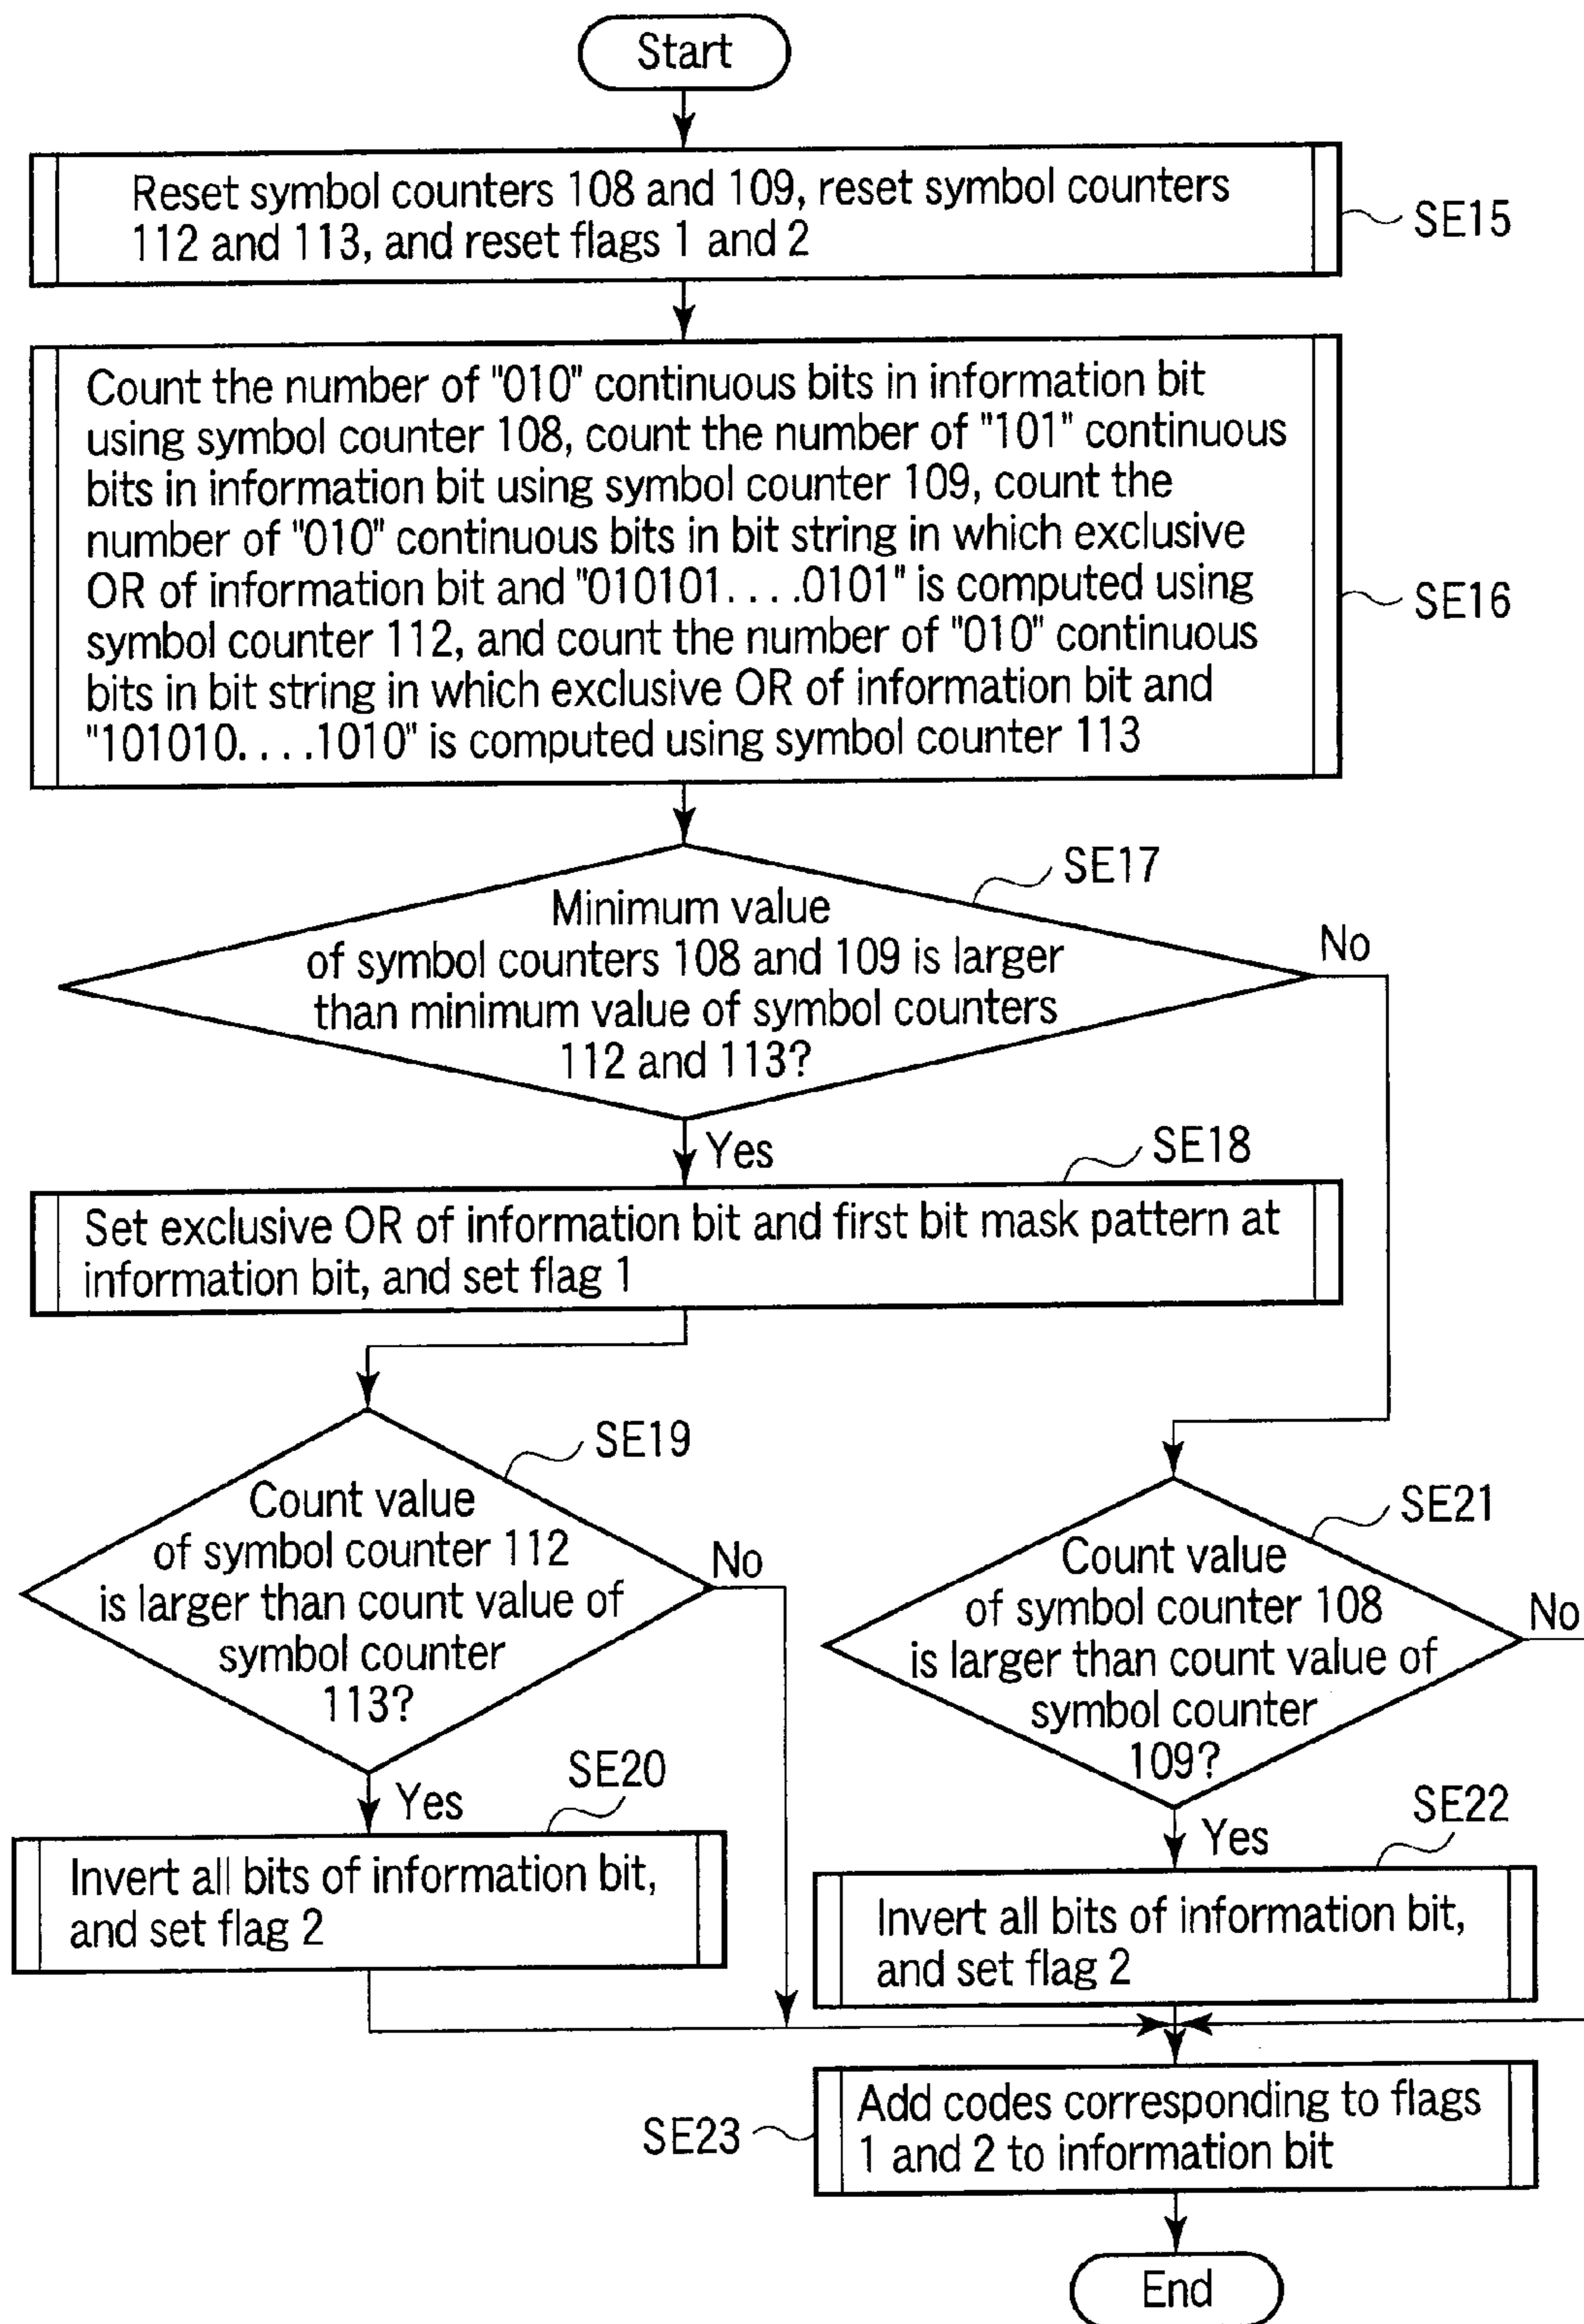 Start
Reset symbol counters 108 and 109, reset symbol counters
112 and 113, and reset flags 1 and 2
SE15
Count the number of "010" continuous bits in information bit
using symbol counter 108, count the number of "101" continuous
bits in information bit using symbol counter 109, count the
number of "010" continuous bits in bit string in which exclusive
OR of information bit and "010101....0101" is computed using
symbol counter 112, and count the number of "010" continuous
bits in bit string in which exclusive OR of information bit and
"101010....1010" is computed using symbol counter 113
SE16
SE17
Minimum value
of symbol counters 108 and 109 is larger
than minimum value of symbol counters
112 and 113?
No
Yes
SE18
Set exclusive OR of information bit and first bit mask pattern at
information bit, and set flag 1
SE19
Count value
of symbol counter 112
is larger than count value of
symbol counter
113?
No
Yes
SE20
Invert all bits of information bit,
and set flag 2
SE21
Count value
of symbol counter 108
is larger than count value of
symbol counter
109?
No
Yes
SE22
Invert all bits of information bit,
and set flag 2
SE23
Add codes corresponding to flags
1 and 2 to information bit
End